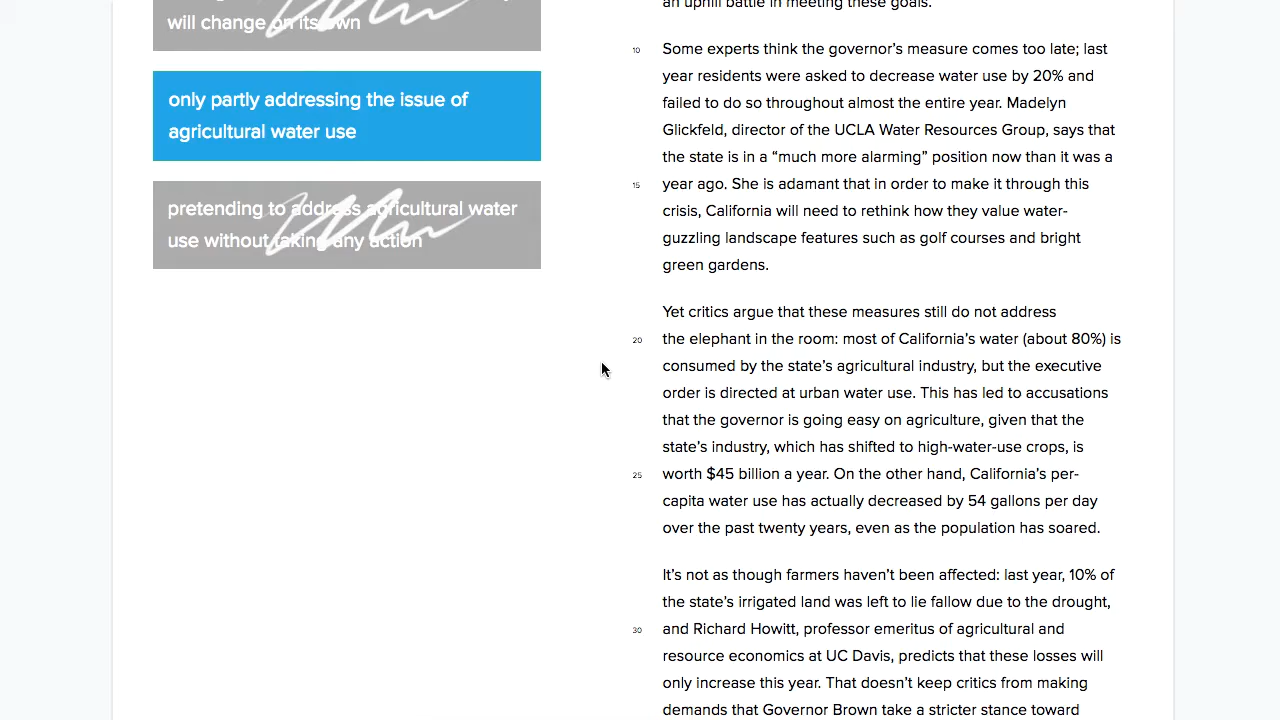 will change on its own
only partly addressing the issue of
agricultural water use
pretending to address agricultural water
use without taking any action
an uphill battle in meeting these goals.
10 Some experts think the governor’s measure comes too late; last
year residents were asked to decrease water use by 20% and
failed to do so throughout almost the entire year. Madelyn
Glickfeld, director of the UCLA Water Resources Group, says that
the state is in a “much more alarming” position now than it was a
15 year ago. She is adamant that in order to make it through this
crisis, California will need to rethink how they value water-
guzzling landscape features such as golf courses and bright
green gardens.
Yet critics argue that these measures still do not address
20 the elephant in the room: most of California’s water (about 80%) is
consumed by the state’s agricultural industry, but the executive
order is directed at urban water use. This has led to accusations
that the governor is going easy on agriculture, given that the
state’s industry, which has shifted to high-water-use crops, is
25 worth $45 billion a year. On the other hand, California’s per-
capita water use has actually decreased by 54 gallons per day
over the past twenty years, even as the population has soared.
It’s not as though farmers haven’t been affected: last year, 10% of
the state’s irrigated land was left to lie fallow due to the drought,
30 and Richard Howitt, professor emeritus of agricultural and
resource economics at UC Davis, predicts that these losses will
only increase this year. That doesn’t keep critics from making
demands that Governor Brown take a stricter stance toward